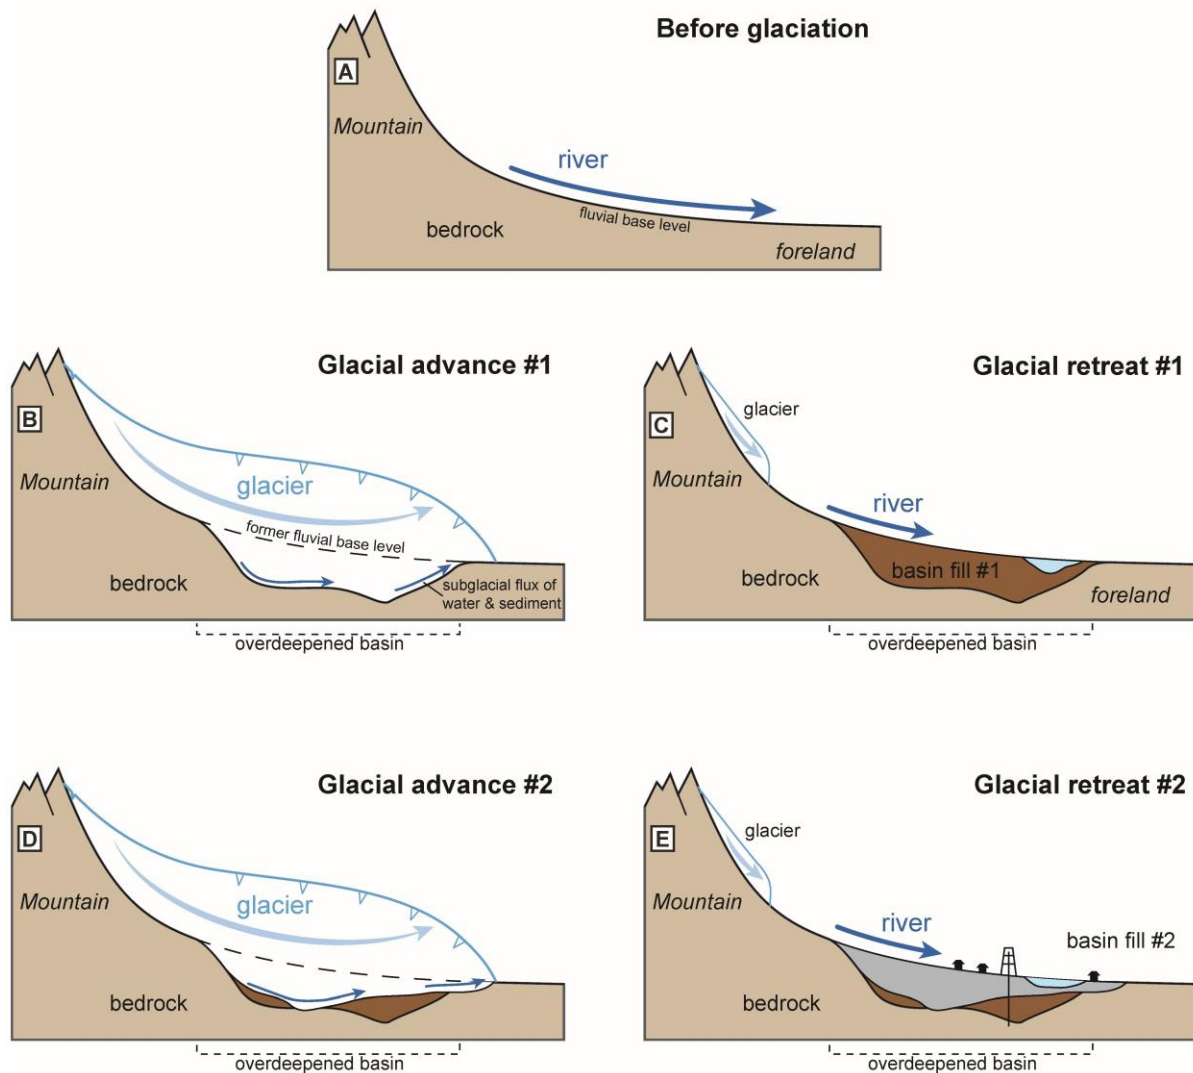 Before glaciation
A
Mountain
river
fluvial base level
bedrock
foreland
Glacial advance #1
B
Mountain
glacier
former fluvial base level
bedrock
subglacial flux of
water & sediment
overdeepened basin
Glacial retreat #1
glacier
C
Mountain
river
bedrock
basin fill #1
foreland
overdeepened basin
Glacial advance #2
D
Mountain
glacier
bedrock
overdeepened basin
Glacial retreat #2
glacier
E
Mountain
river
basin fill #2
bedrock
overdeepened basin